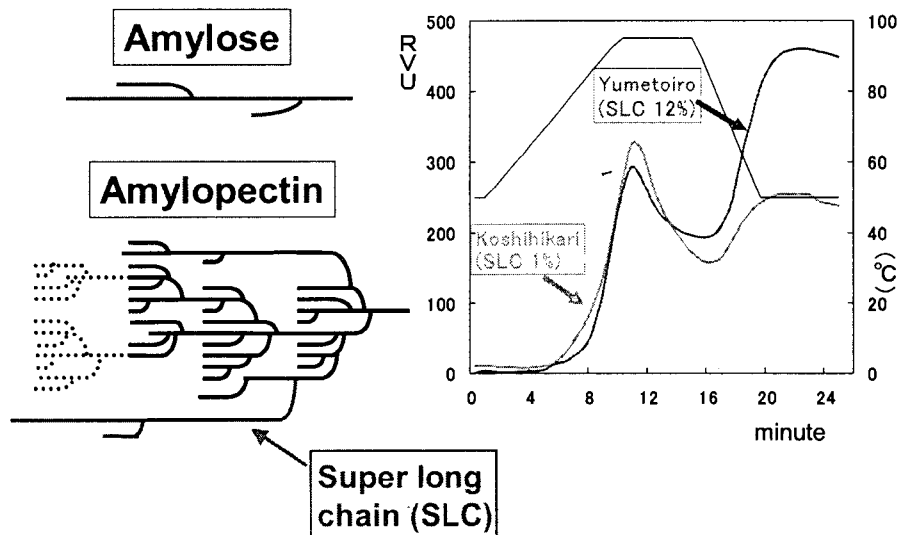 Amylose
Amylopectin
Super long
chain (SLC)
RVU
500
400
300
200
100
0
Yumetoiro
(SLC 12%)
Koshihikari
(SLC 1%)
100
80
60
40
20
0
(℃)
0 4 8 12 16 20 24
minute